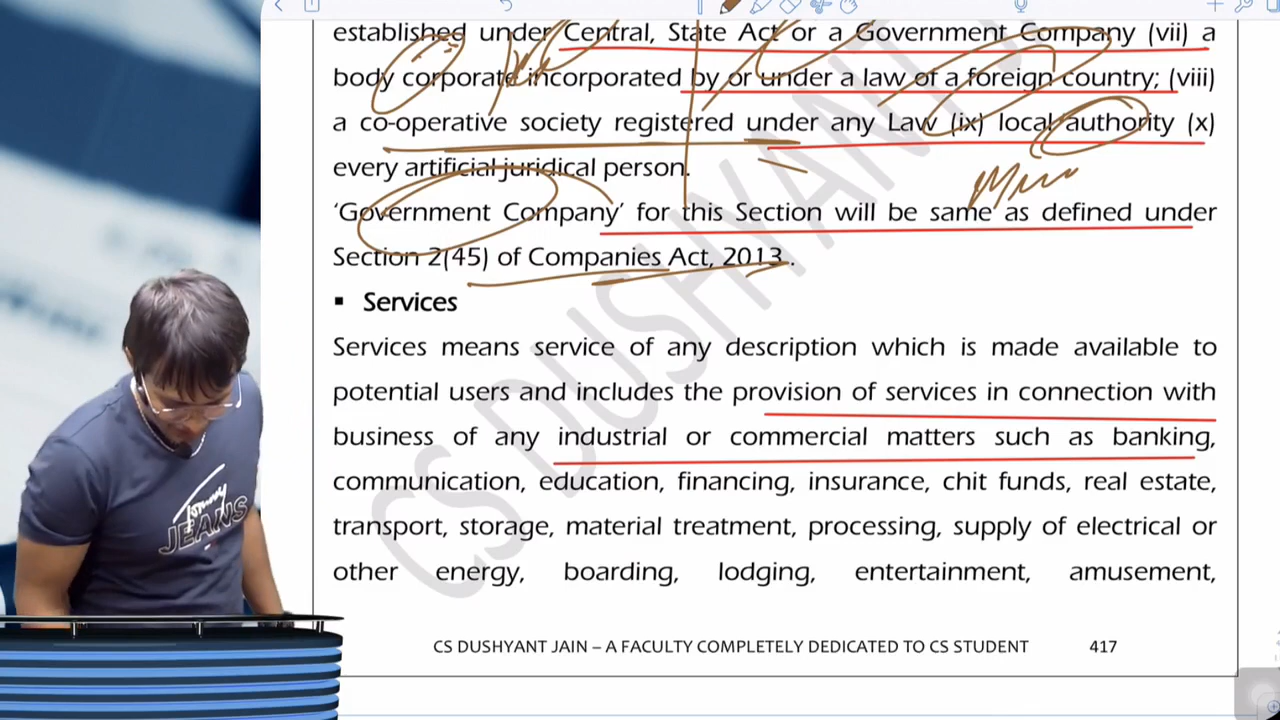 established under Central, State Act or a Government Company (vii) a
body corporate incorporated by or under a law of a foreign country; (viii)
a co-operative society registered under any Law (ix) local authority (x)
every artificial juridical person.
‘Government Company’ for this Section will be same as defined under
Section 2(45) of Companies Act, 2013.
▪ Services
Services means service of any description which is made available to
potential users and includes the provision of services in connection with
business of any industrial or commercial matters such as banking,
communication, education, financing, insurance, chit funds, real estate,
transport, storage, material treatment, processing, supply of electrical or
other energy, boarding, lodging, entertainment, amusement,
CS DUSHYANT JAIN – A FACULTY COMPLETELY DEDICATED TO CS STUDENT 417
CS DUSHYANT
Tommy
JEANS